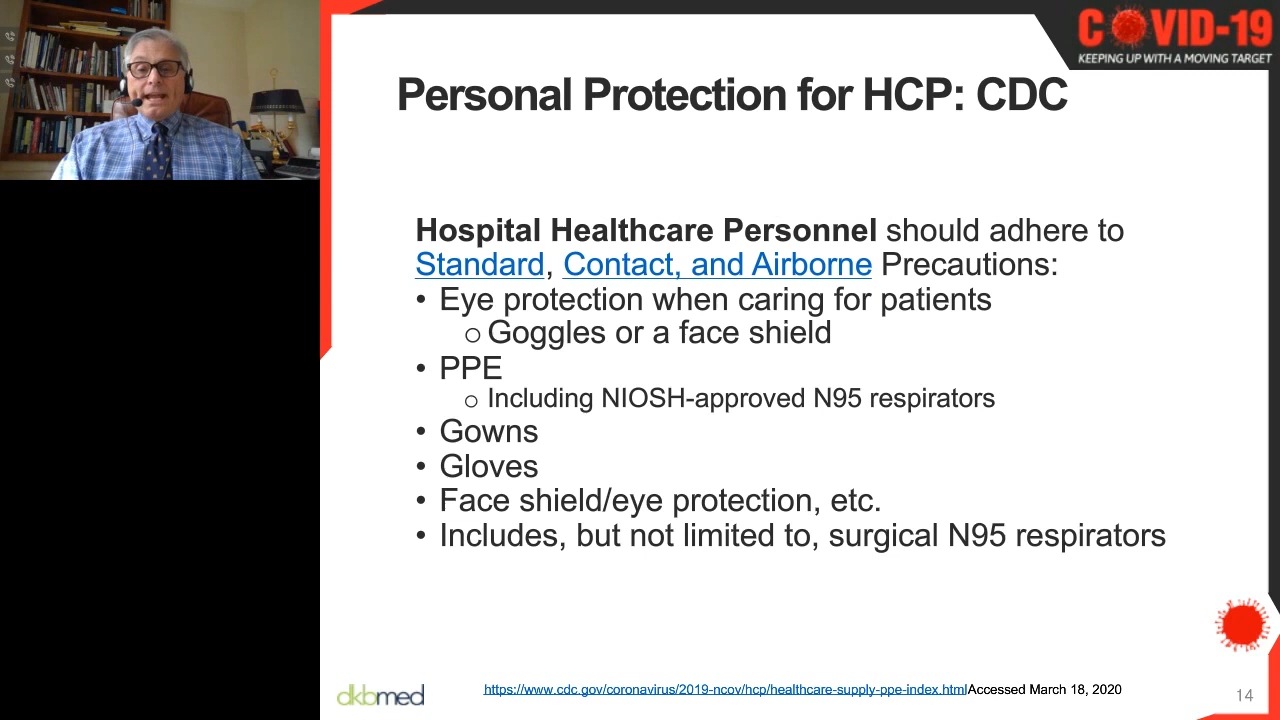 COVID-19
KEEPING UP WITH A MOVING TARGET
Personal Protection for HCP: CDC
Hospital Healthcare Personnel should adhere to
Standard, Contact, and Airborne Precautions:
• Eye protection when caring for patients
o Goggles or a face shield
• PPE
o Including NIOSH-approved N95 respirators
• Gowns
• Gloves
• Face shield/eye protection, etc.
• Includes, but not limited to, surgical N95 respirators
dkbmed
https://www.cdc.gov/coronavirus/2019-ncov/hcp/healthcare-supply-ppe-index.htmlAccessed March 18, 2020
14